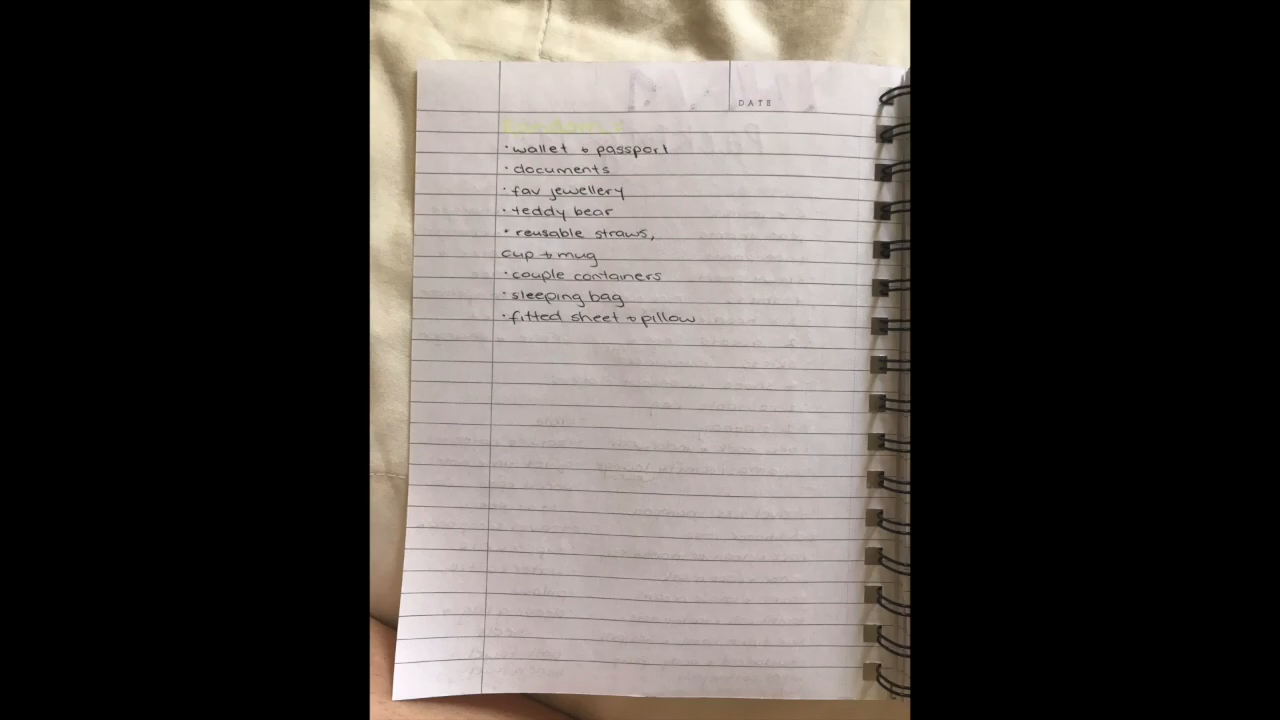 DATE
· wallet & passport
· documents
· fav jewellery
· teddy bear
· reusable straws,
cup & mug
· couple containers
· sleeping bag
· fitted sheet & pillow